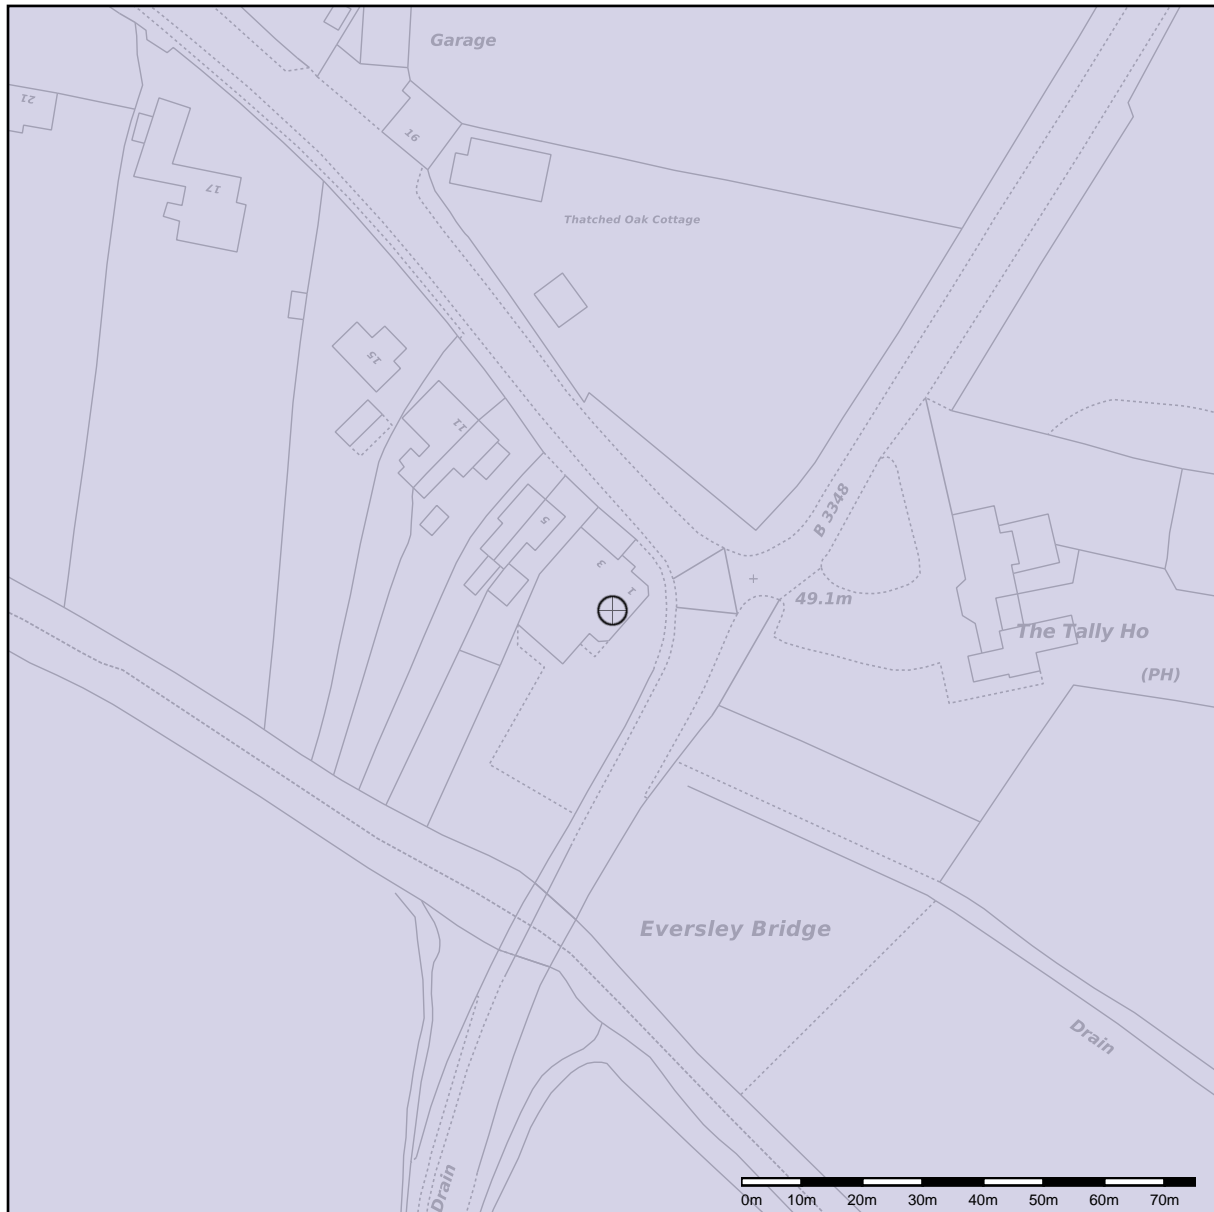 Garage
21
16
17
Thatched Oak Cottage
15
11
B 3348
5
3
1
49.1m
The Tally Ho
(PH)
Eversley Bridge
Drain
Drain
0m 10m 20m 30m 40m 50m 60m 70m